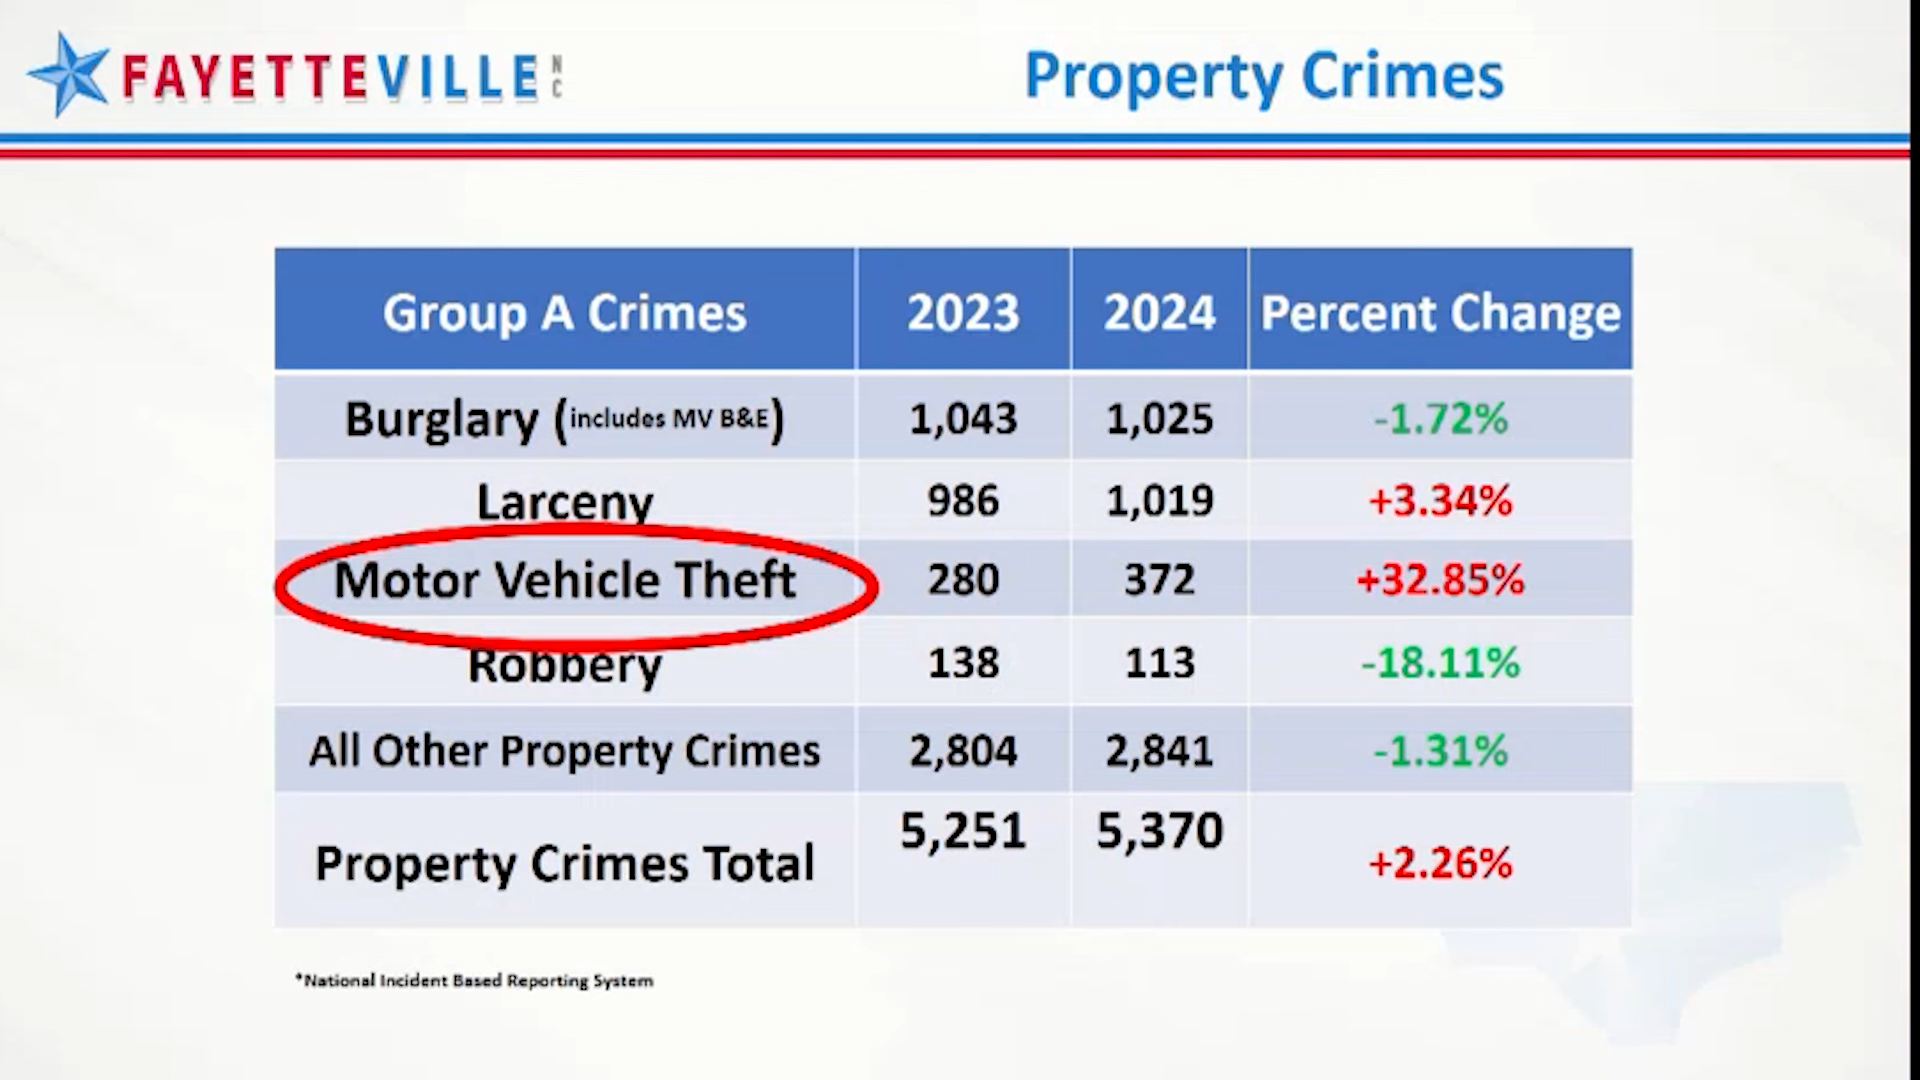 FAYETTEVILLE NC
Property Crimes
Group A Crimes 2023 2024 Percent Change
Burglary (includes MV B&E) 1,043 1,025 -1.72%
Larceny 986 1,019 +3.34%
Motor Vehicle Theft 280 372 +32.85%
Robbery 138 113 -18.11%
All Other Property Crimes 2,804 2,841 -1.31%
Property Crimes Total 5,251 5,370 +2.26%
*National Incident Based Reporting System